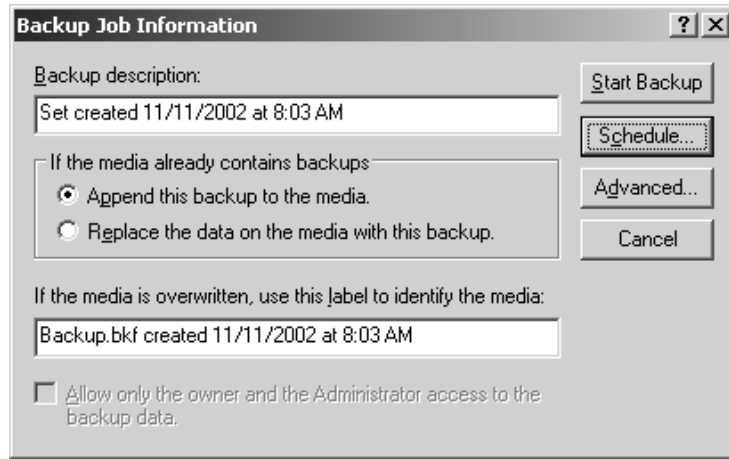 Backup Job Information
Backup description:
Set created 11/11/2002 at 8:03 AM
If the media already contains backups
Append this backup to the media.
Replace the data on the media with this backup.
If the media is overwritten, use this label to identify the media:
Backup.bkf created 11/11/2002 at 8:03 AM
Allow only the owner and the Administrator access to the
backup data.
Start Backup
Schedule...
Advanced...
Cancel